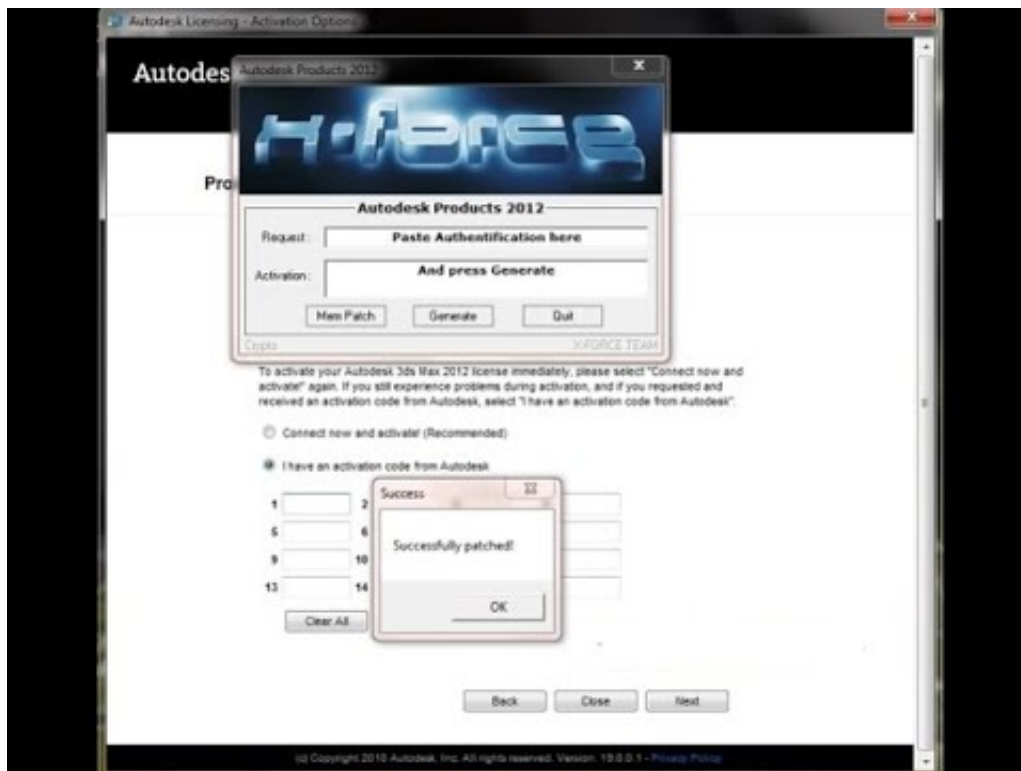 Autodesk Licensing - Activation Options
Autodes
Autodesk Products 2012
x-force
Pro
Autodesk Products 2012
Request:
Paste Authentification here
Activation:
And press Generate
Mem Patch
Generate
Quit
Crypto
X-FORCE TEAM
To activate your Autodesk 3ds Max 2012 license immediately, please select "Connect now and
activate!" again. If you still experience problems during activation, and if you requested and
received an activation code from Autodesk, select "I have an activation code from Autodesk".
Connect now and activate! (Recommended)
I have an activation code from Autodesk
1 2
5 6
9 10
13 14
Success
Successfully patched!
OK
Clear All
Back
Close
Next
(c) Copyright 2010 Autodesk, Inc. All rights reserved. Version: 19.0.0.1 - Privacy Policy